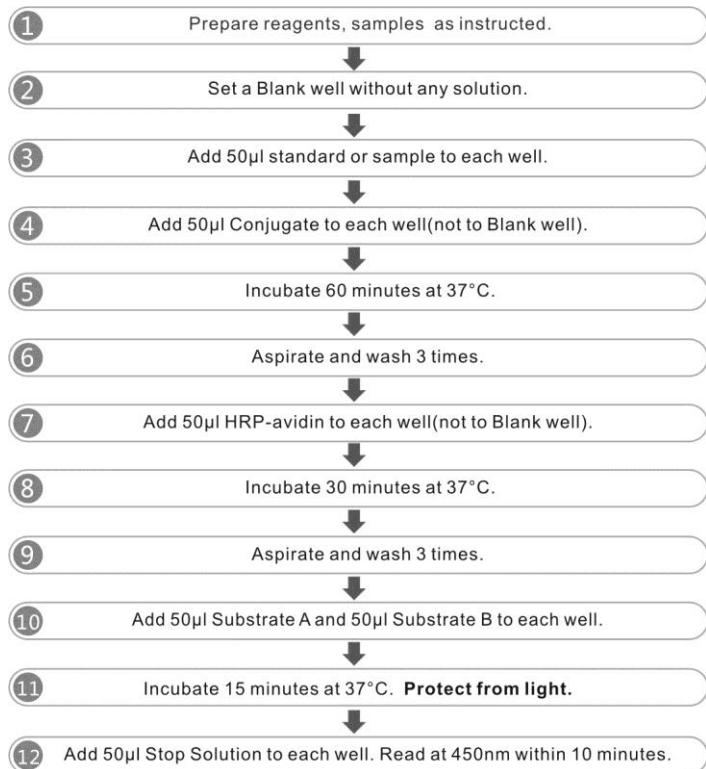 1 Prepare reagents, samples as instructed.
2 Set a Blank well without any solution.
3 Add 50μl standard or sample to each well.
4 Add 50μl Conjugate to each well(not to Blank well).
5 Incubate 60 minutes at 37°C.
6 Aspirate and wash 3 times.
7 Add 50μl HRP-avidin to each well(not to Blank well).
8 Incubate 30 minutes at 37°C.
9 Aspirate and wash 3 times.
10 Add 50μl Substrate A and 50μl Substrate B to each well.
11 Incubate 15 minutes at 37°C. Protect from light.
12 Add 50μl Stop Solution to each well. Read at 450nm within 10 minutes.